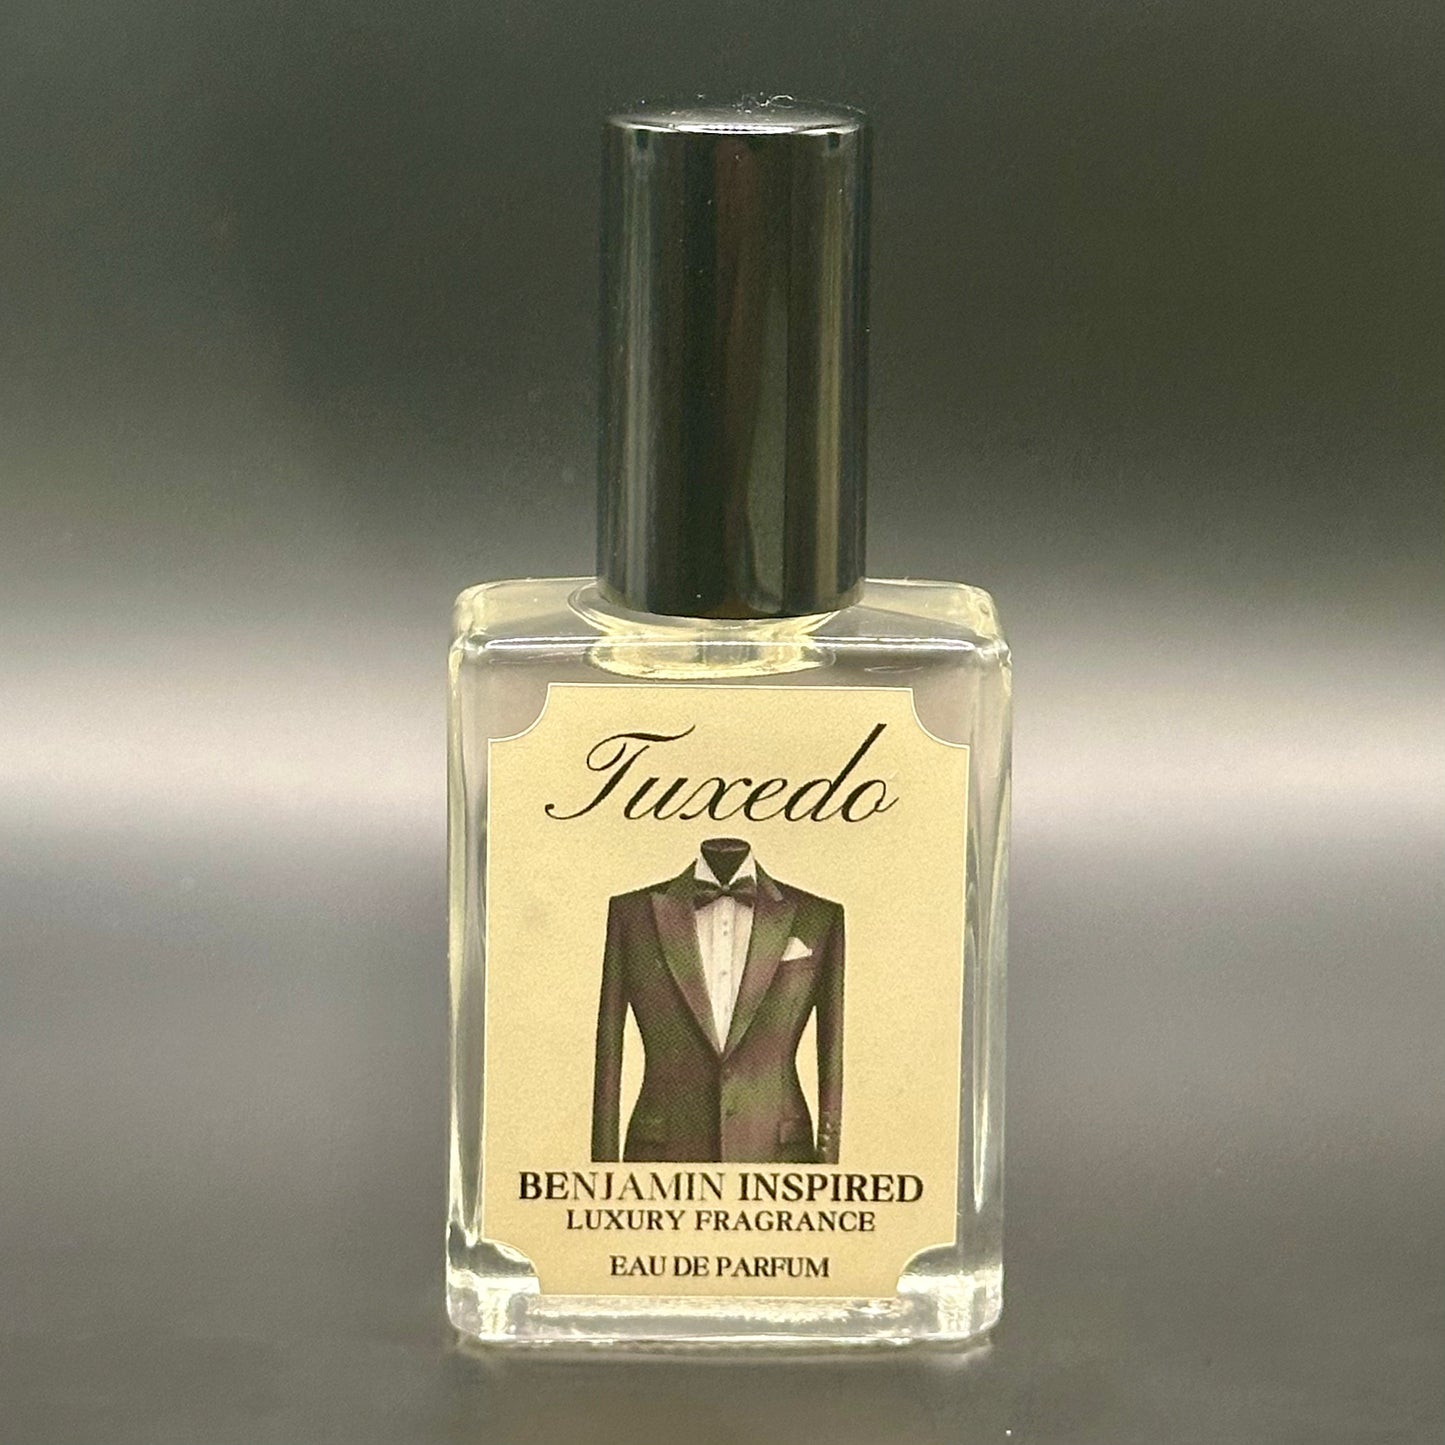 Tuxedo
BENJAMIN INSPIRED
LUXURY FRAGRANCE
EAU DE PARFUM